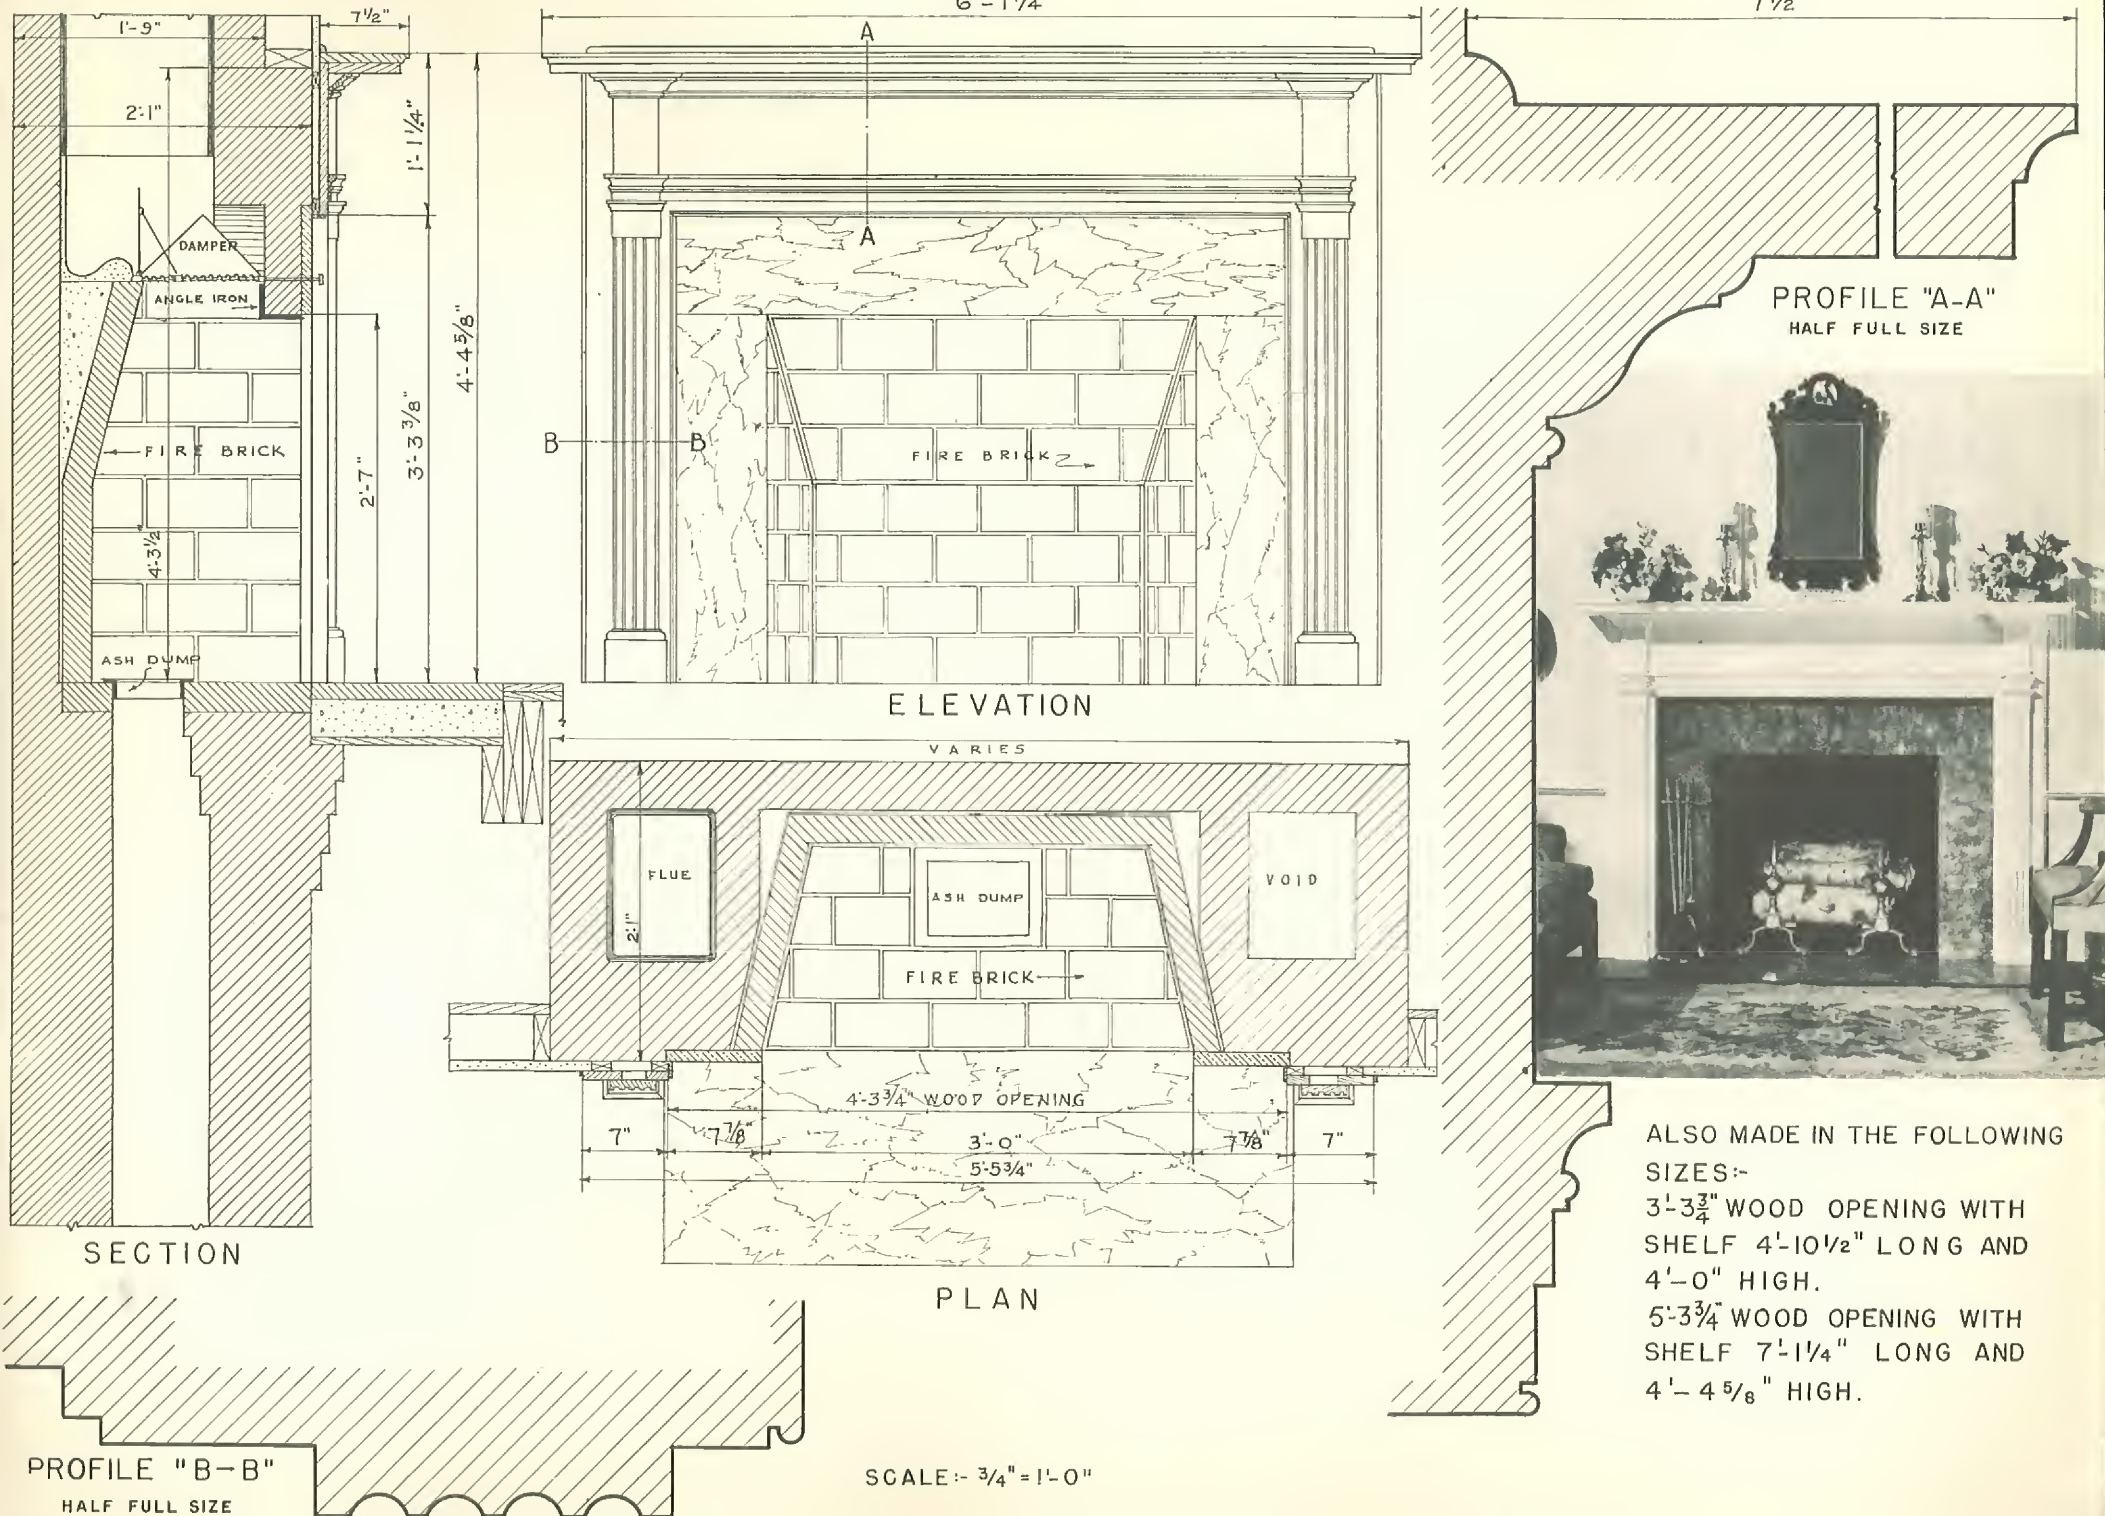 1'-9"
7½"
6'-1¼"
2'-1"
1'-1¼"
A
A
DAMPER
ANGLE IRON
4'-4⅝"
3'-3⅜"
2'-7"
4'-3½"
FIRE BRICK
ASH DUMP
B
B
FIRE BRICK
ELEVATION
PROFILE "A-A"
HALF FULL SIZE
VARIES
FLUE
2'-1"
ASH DUMP
VOID
FIRE BRICK
4'-3¾" WOOD OPENING
7"
7⅞"
3'-0"
7⅞"
7"
5'-5¾"
SECTION
PLAN
ALSO MADE IN THE FOLLOWING
SIZES:-
3'-3¾" WOOD OPENING WITH
SHELF 4'-10½" LONG AND
4'-0" HIGH.
5'-3¾" WOOD OPENING WITH
SHELF 7'-1¼" LONG AND
4'-4⅝" HIGH.
PROFILE "B-B"
HALF FULL SIZE
SCALE:- ¾" = 1'-0"